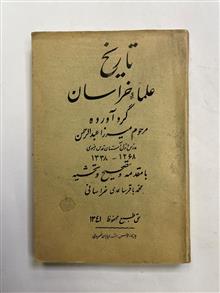 تاریخ
علماء خراسان
گردآورده
مرحوم میرزا عبدالرحمن
۱۲۶۸ - ۱۳۳۸
با مقدمه و تصحیح و تحشیه
محمد باقر ساعدی خراسانی
حق طبع محفوظ ۱۳۴۱